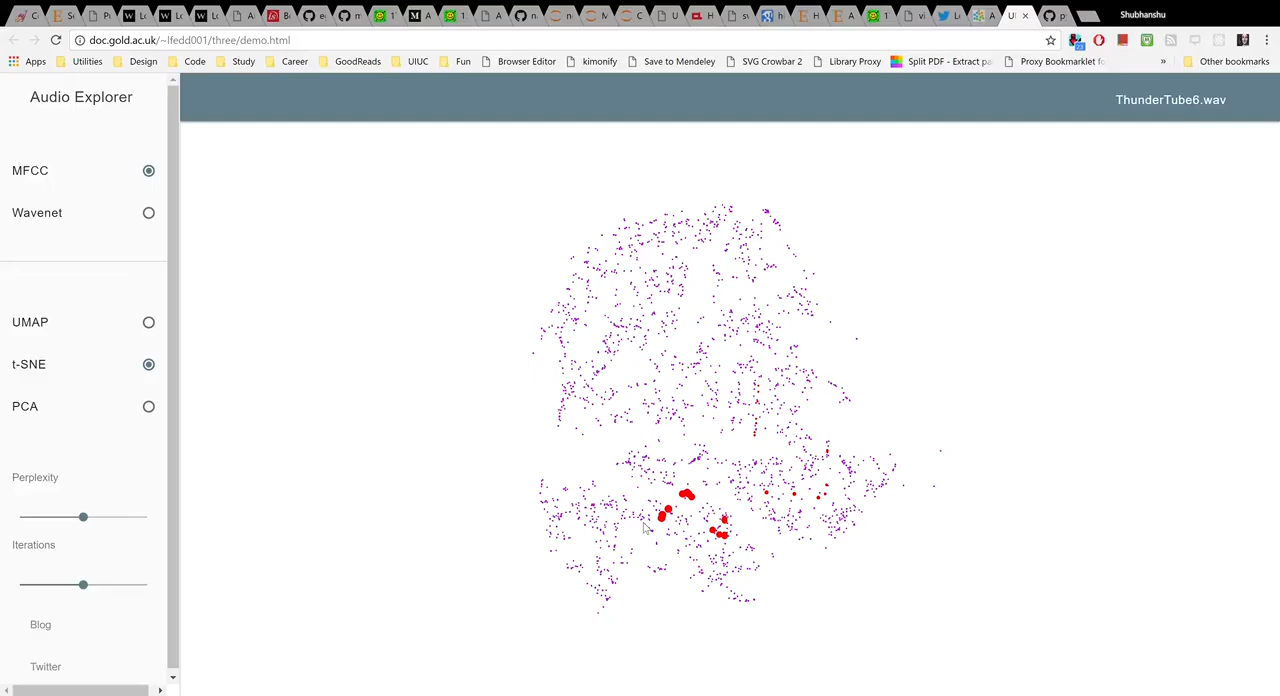 Shubhanshu
doc.gold.ac.uk/~lfedd001/three/demo.html
23
Apps Utilities Design Code Study Career GoodReads UIUC Fun Browser Editor kimonify Save to Mendeley SVG Crowbar 2 Library Proxy Split PDF - Extract pa Proxy Bookmarklet fo » Other bookmarks
Audio Explorer
ThunderTube6.wav
MFCC
Wavenet
UMAP
t-SNE
PCA
Perplexity
Iterations
Blog
Twitter